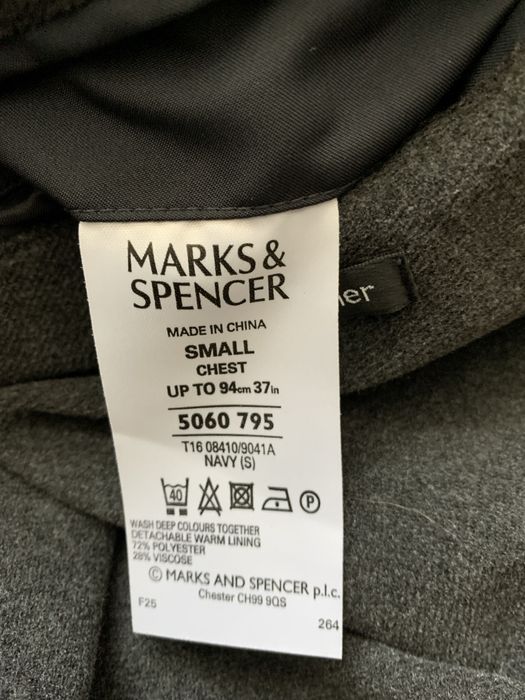 MARKS &
SPENCER
MADE IN CHINA
SMALL
CHEST
UP TO 94cm 37in
5060 795
T16 08410/9041A
NAVY (S)
40
P
WASH DEEP COLOURS TOGETHER
DETACHABLE WARM LINING
72% POLYESTER
28% VISCOSE
© MARKS AND SPENCER p.l.c.
Chester CH99 9QS
F25
264